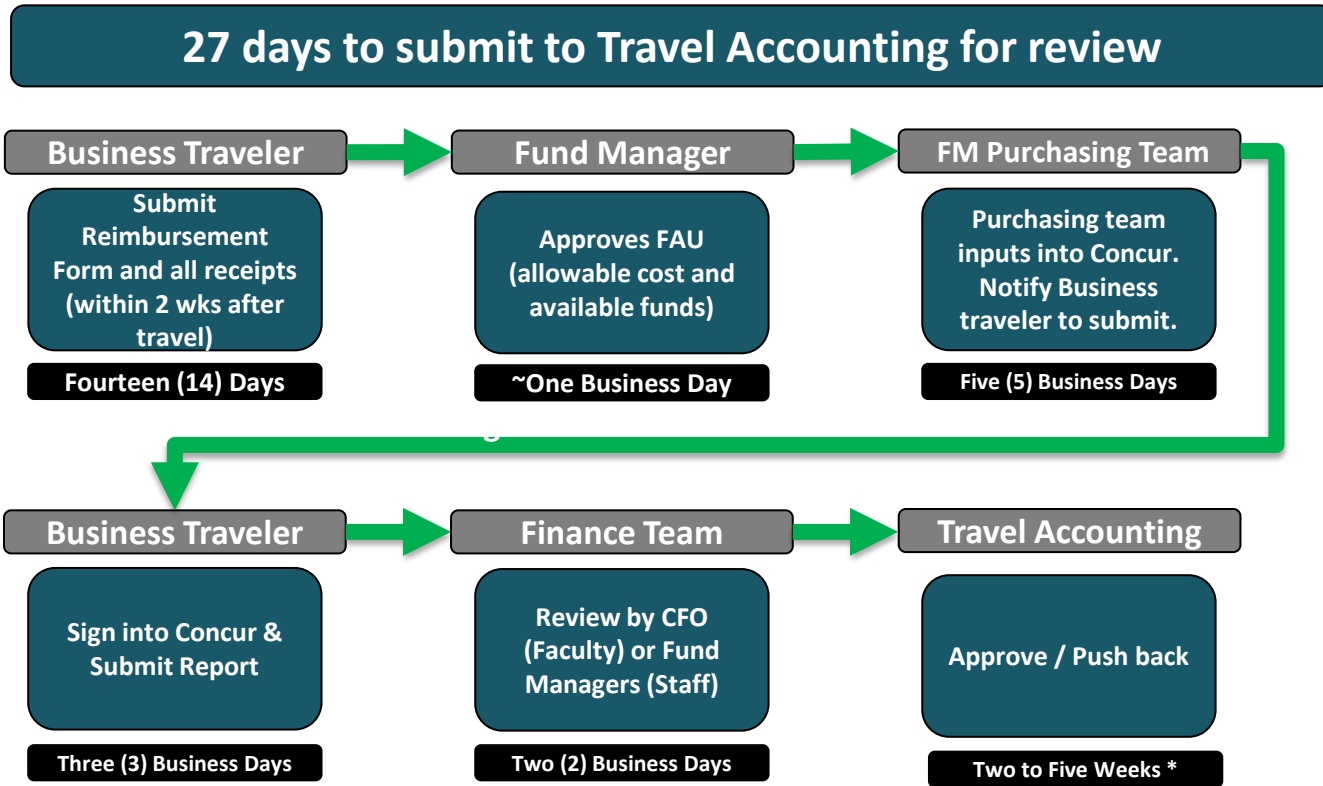 27 days to submit to Travel Accounting for review
Business Traveler
Fund Manager
FM Purchasing Team
Submit
Reimbursement
Form and all receipts
(within 2 wks after
travel)
Approves FAU
(allowable cost and
available funds)
Purchasing team
inputs into Concur.
Notify Business
traveler to submit.
Fourteen (14) Days
~One Business Day
Five (5) Business Days
Business Traveler
Finance Team
Travel Accounting
Sign into Concur &
Submit Report
Review by CFO
(Faculty) or Fund
Managers (Staff)
Approve / Push back
Three (3) Business Days
Two (2) Business Days
Two to Five Weeks *